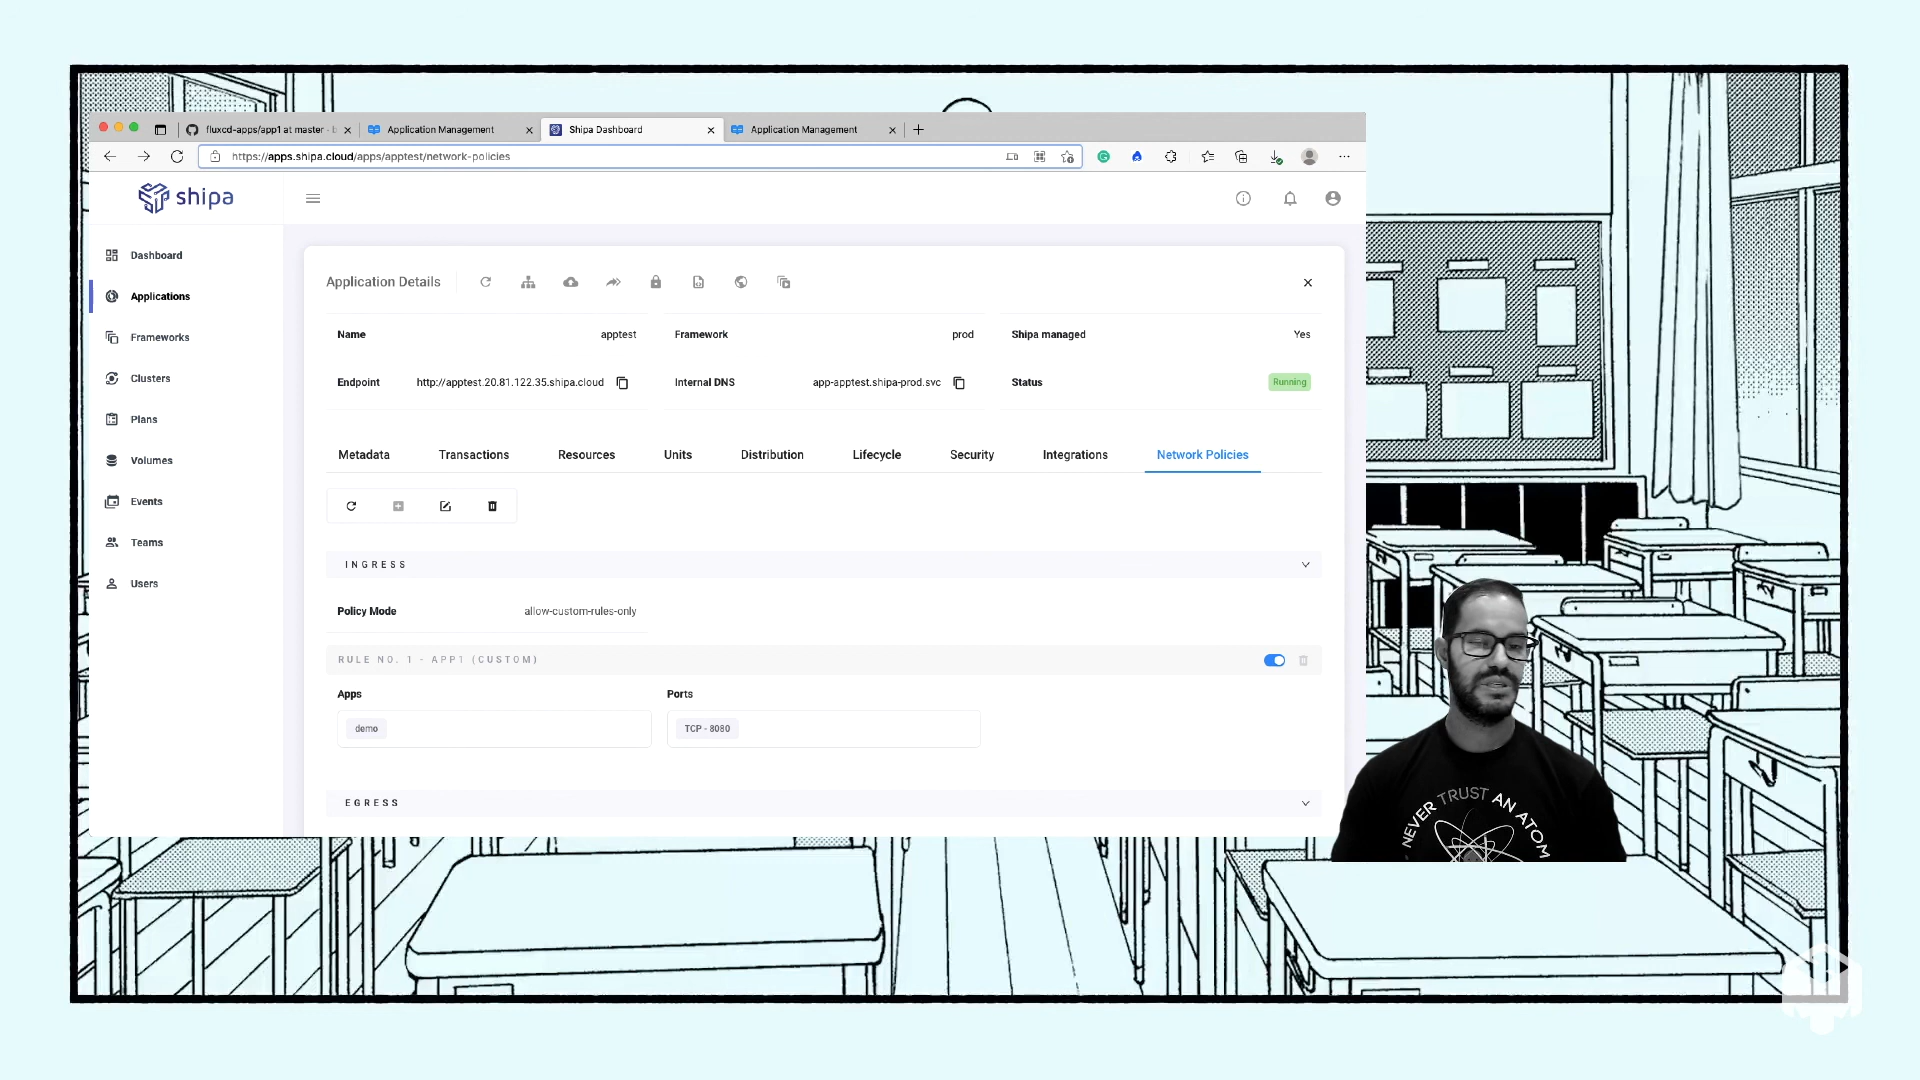 fluxcd-apps/app1 at master - b
Application Management
Shipa Dashboard
Application Management
https://apps.shipa.cloud/apps/apptest/network-policies
shipa
Dashboard
Applications
Frameworks
Clusters
Plans
Volumes
Events
Teams
Users
Application Details
Name apptest Framework prod Shipa managed Yes
Endpoint http://apptest.20.81.122.35.shipa.cloud Internal DNS app-apptest.shipa-prod.svc Status Running
Metadata Transactions Resources Units Distribution Lifecycle Security Integrations Network Policies
INGRESS
Policy Mode allow-custom-rules-only
RULE NO. 1 - APP1 (CUSTOM)
Apps Ports
demo TCP - 8080
EGRESS
NEVER TRUST AN ATOM